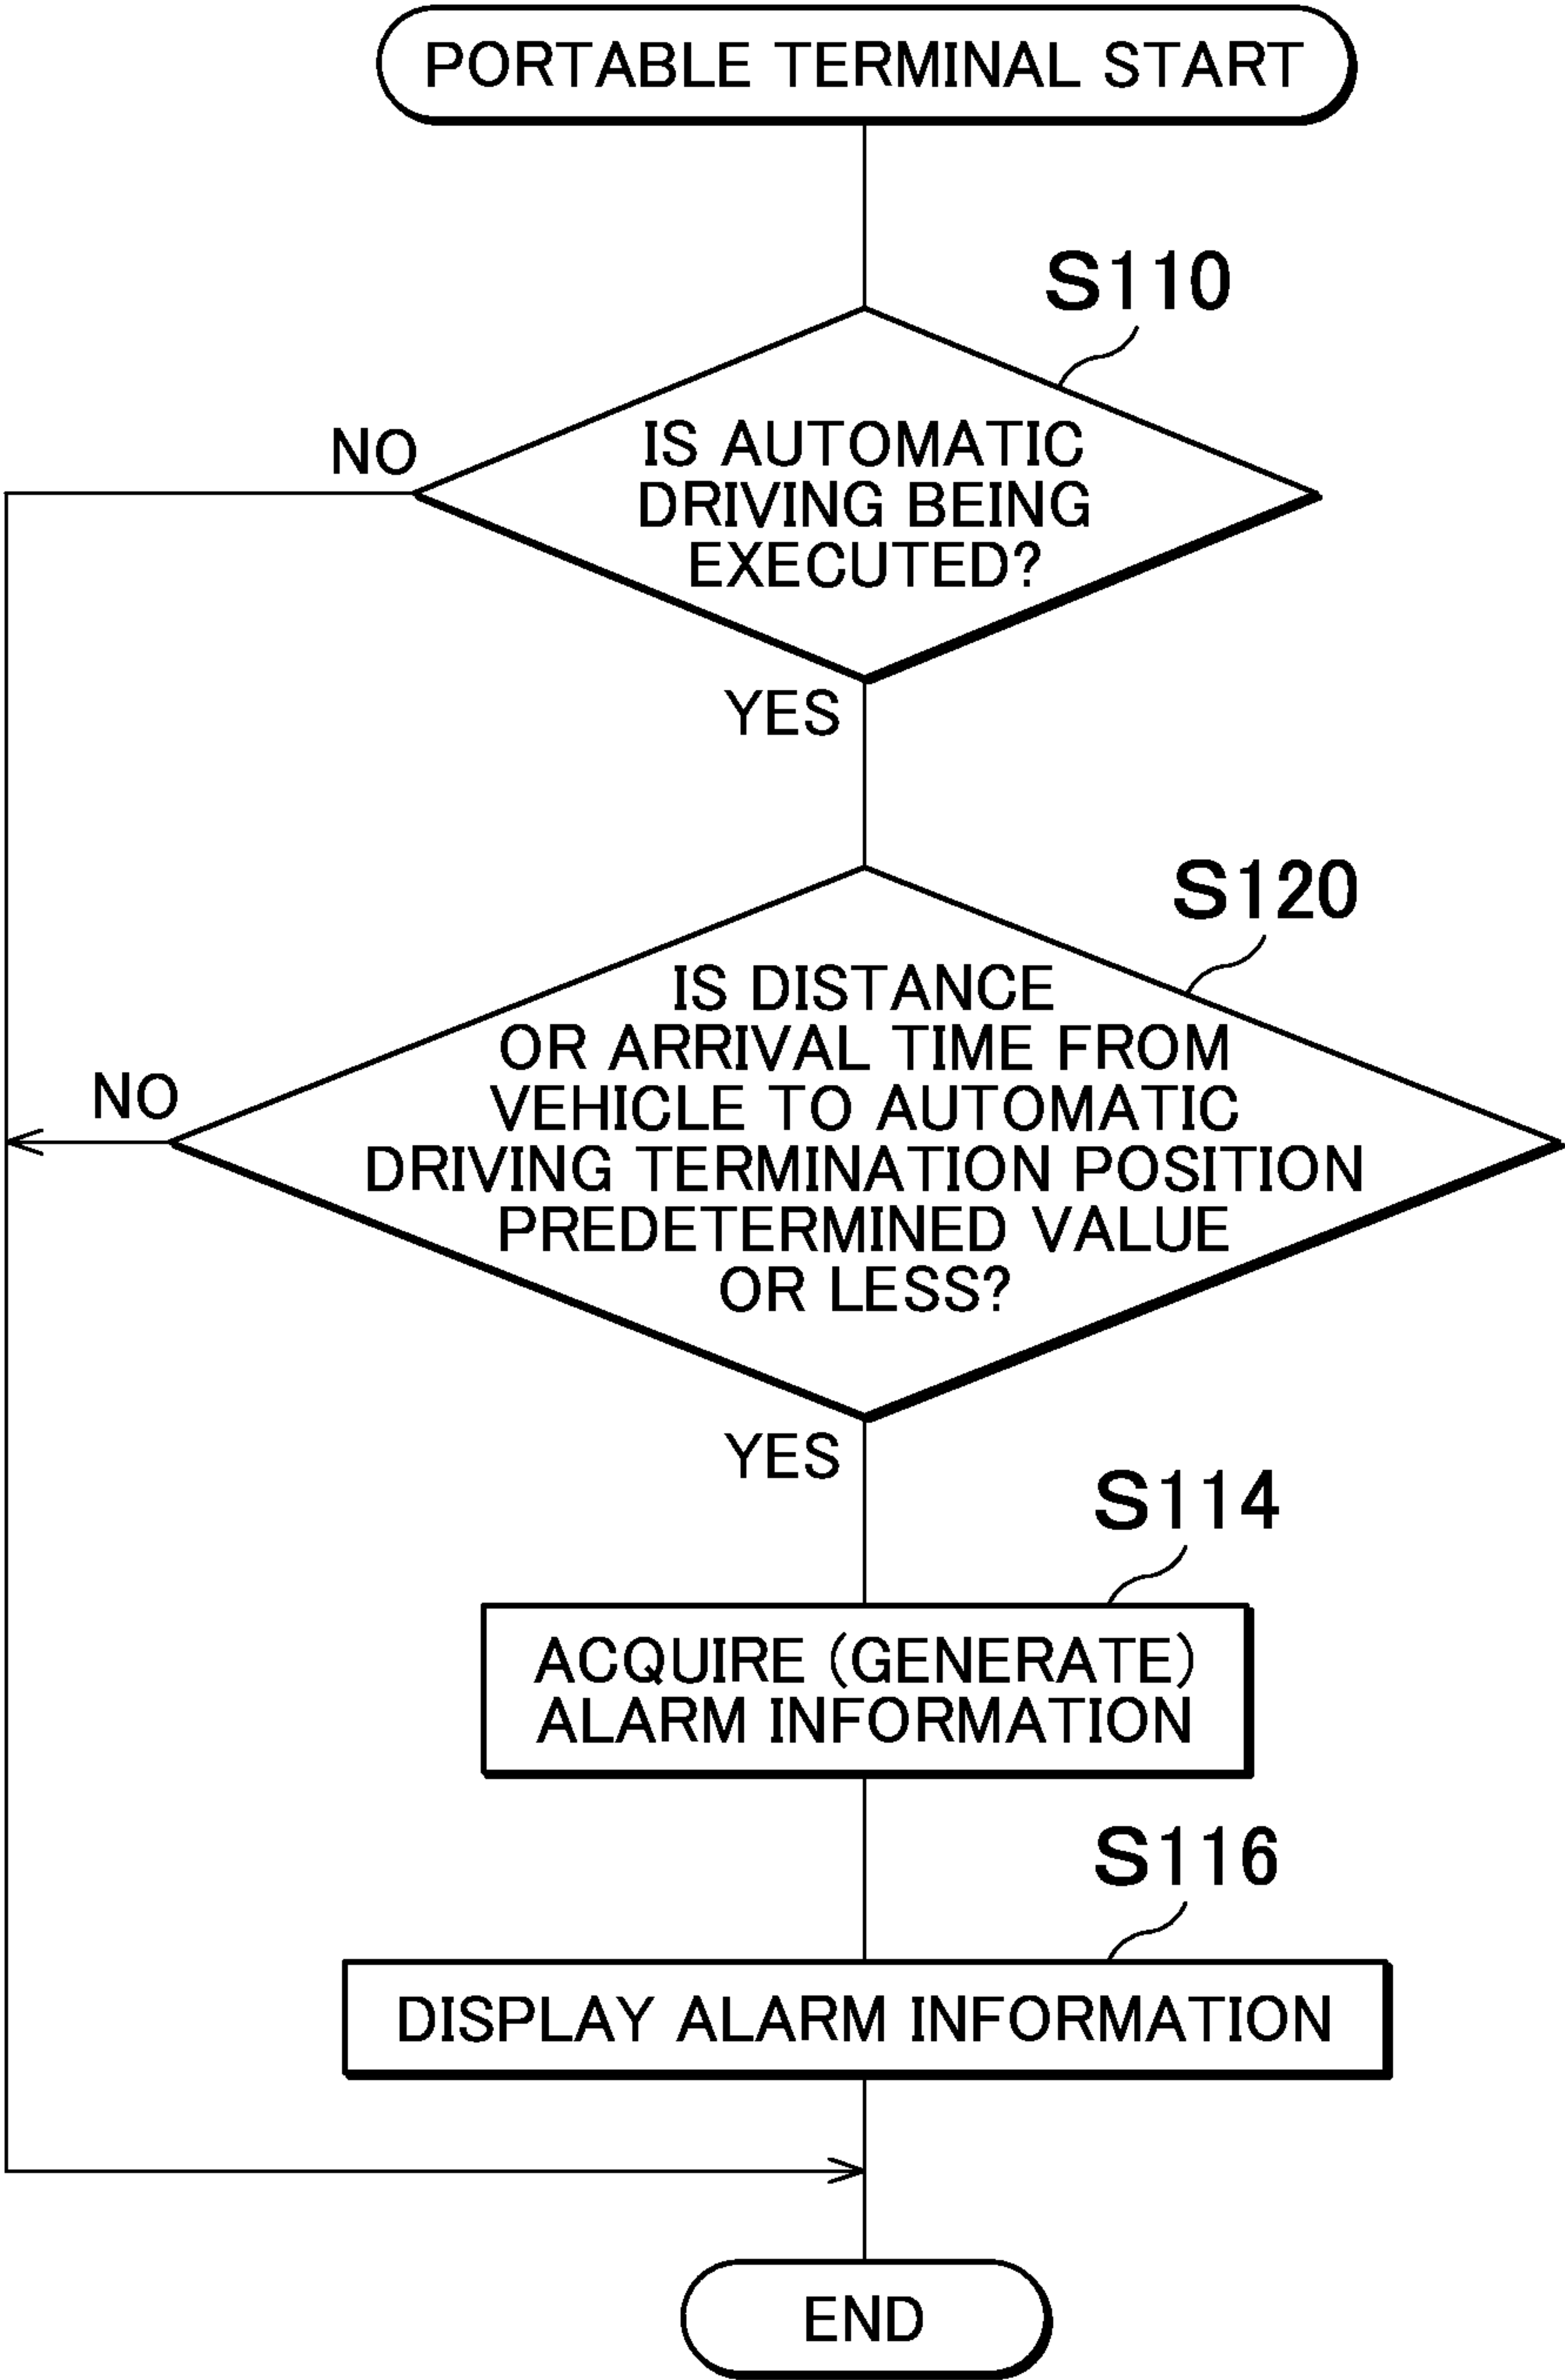 PORTABLE TERMINAL START
S110
IS AUTOMATIC
DRIVING BEING
EXECUTED?
NO
YES
S120
IS DISTANCE
OR ARRIVAL TIME FROM
VEHICLE TO AUTOMATIC
DRIVING TERMINATION POSITION
PREDETERMINED VALUE
OR LESS?
NO
YES
S114
ACQUIRE (GENERATE)
ALARM INFORMATION
S116
DISPLAY ALARM INFORMATION
END